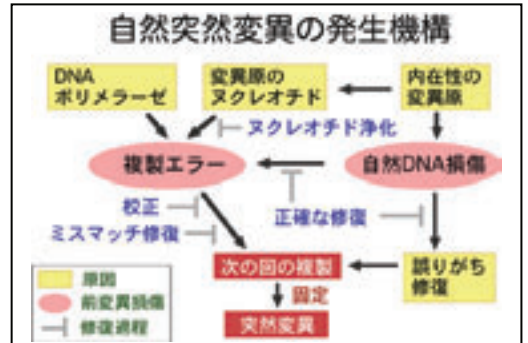 自然突然変異の発生機構
DNA
ポリメラーゼ
変異原の
ヌクレオチド
内在性の
変異原
ヌクレオチド浄化
複製エラー
自然DNA損傷
校正
ミスマッチ修復
正確な修復
次の回の複製
誤りがち
修復
固定
突然変異
原因
前変異損傷
修復過程